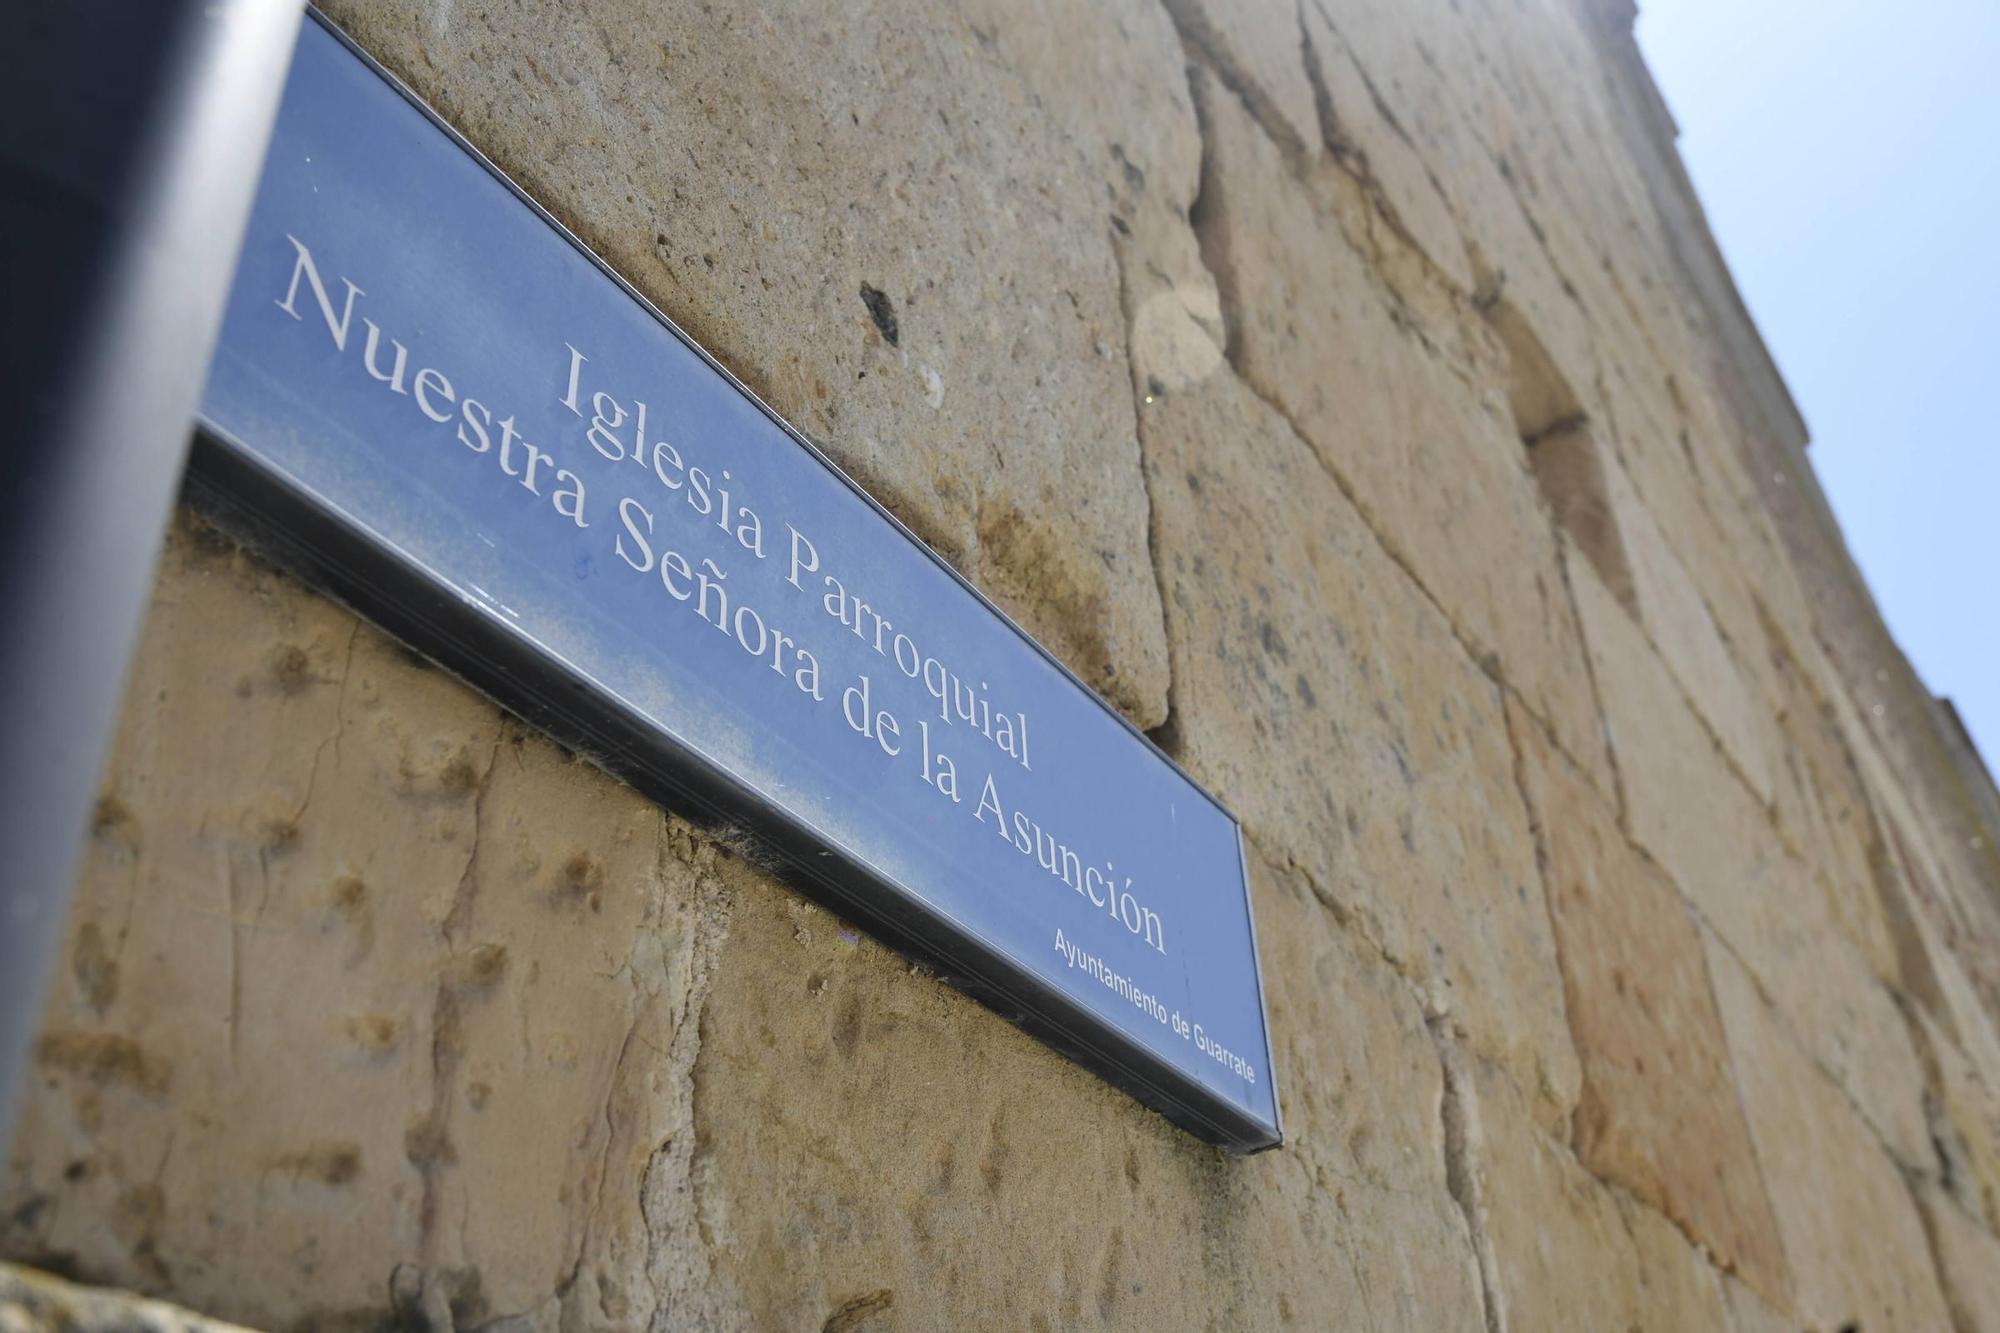 Iglesia Parroquial
Nuestra Señora de la Asunción
Ayuntamiento de Guarrate